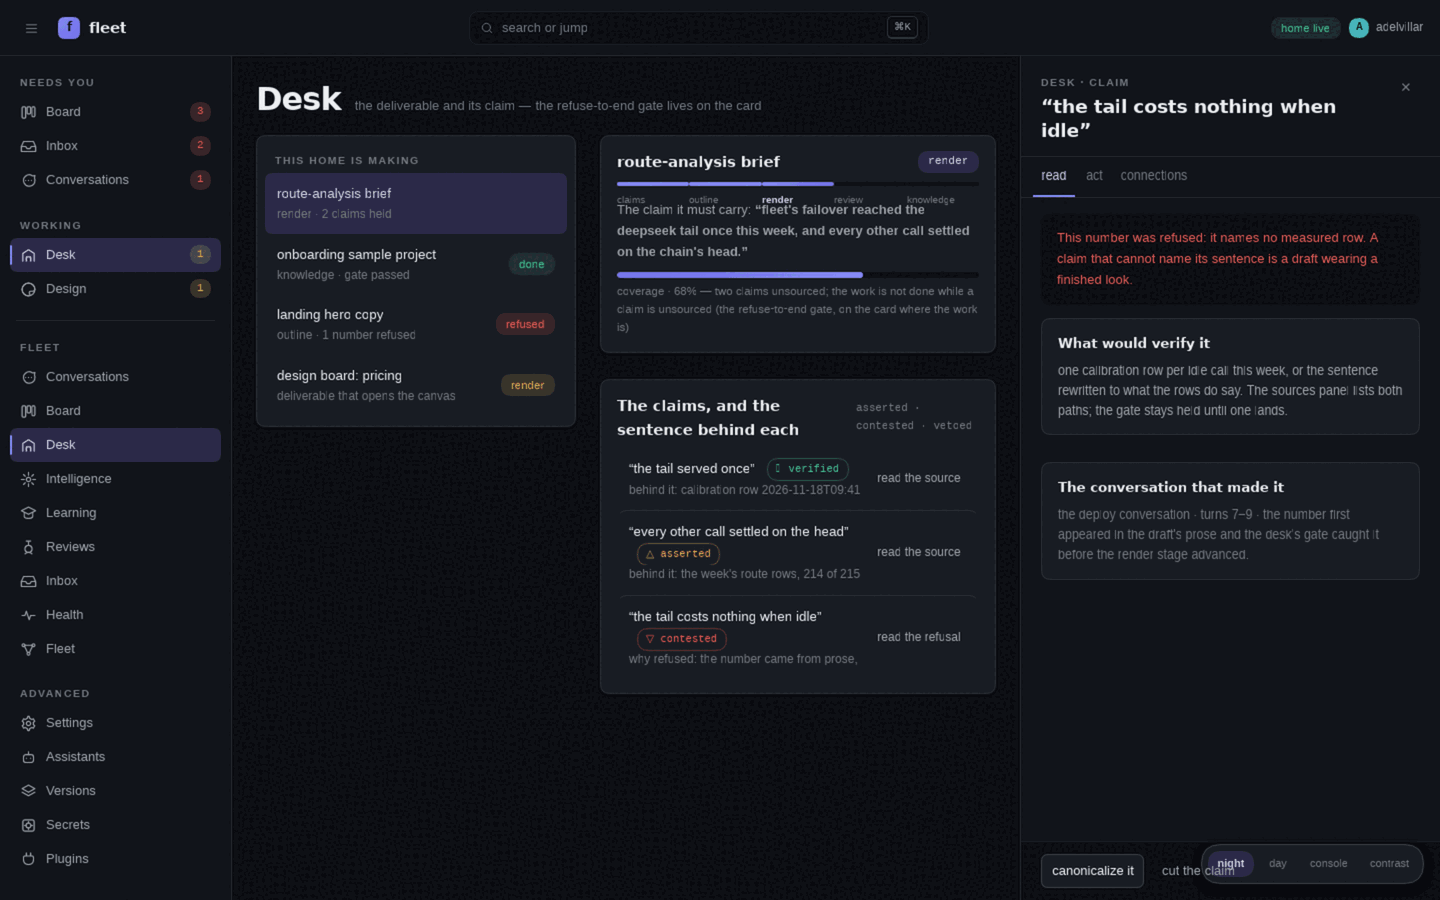 f fleet
search or jump
⌘K
home live
A adelvillar
NEEDS YOU
Board 3
Inbox 2
Conversations 1
WORKING
Desk 1
Design 1
FLEET
Conversations
Board
Desk
Intelligence
Learning
Reviews
Inbox
Health
Fleet
ADVANCED
Settings
Assistants
Versions
Secrets
Plugins
Desk the deliverable and its claim — the refuse-to-end gate lives on the card
THIS HOME IS MAKING
route-analysis brief
render · 2 claims held
onboarding sample project
knowledge · gate passed
done
landing hero copy
outline · 1 number refused
refused
design board: pricing
deliverable that opens the canvas
render
route-analysis brief
render
claims outline render review knowledge
The claim it must carry: “fleet's failover reached the
deepseek tail once this week, and every other call settled
on the chain's head.”
coverage · 68% — two claims unsourced; the work is not done while a
claim is unsourced (the refuse-to-end gate, on the card where the work
is)
The claims, and the
sentence behind each
asserted ·
contested · vetoed
“the tail served once” ▯ verified
behind it: calibration row 2026-11-18T09:41
read the source
“every other call settled on the head”
△ asserted
behind it: the week's route rows, 214 of 215
read the source
“the tail costs nothing when idle”
▽ contested
why refused: the number came from prose,
read the refusal
DESK · CLAIM
“the tail costs nothing when
idle”
×
read act connections
This number was refused: it names no measured row. A
claim that cannot name its sentence is a draft wearing a
finished look.
What would verify it
one calibration row per idle call this week, or the sentence
rewritten to what the rows do say. The sources panel lists both
paths; the gate stays held until one lands.
The conversation that made it
the deploy conversation · turns 7–9 · the number first
appeared in the draft's prose and the desk's gate caught it
before the render stage advanced.
canonicalize it
cut the claim
night day console contrast